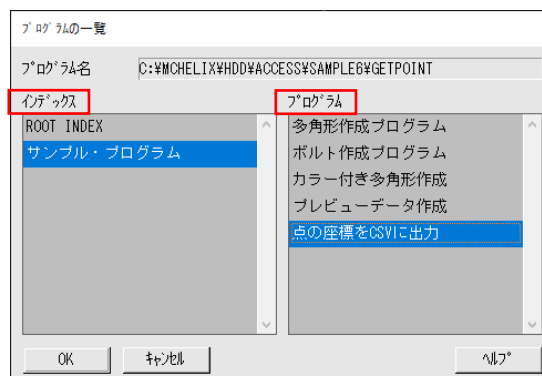 プログラムの一覧
プログラム名 C:¥MCHELIX¥HDD¥ACCESS¥SAMPLE6¥GETPOINT
インデックス
プログラム
ROOT INDEX
サンプル・プログラム
多角形作成プログラム
ボルト作成プログラム
カラー付き多角形作成
プレビューデータ作成
点の座標をCSVに出力
OK
キャンセル
ヘルプ